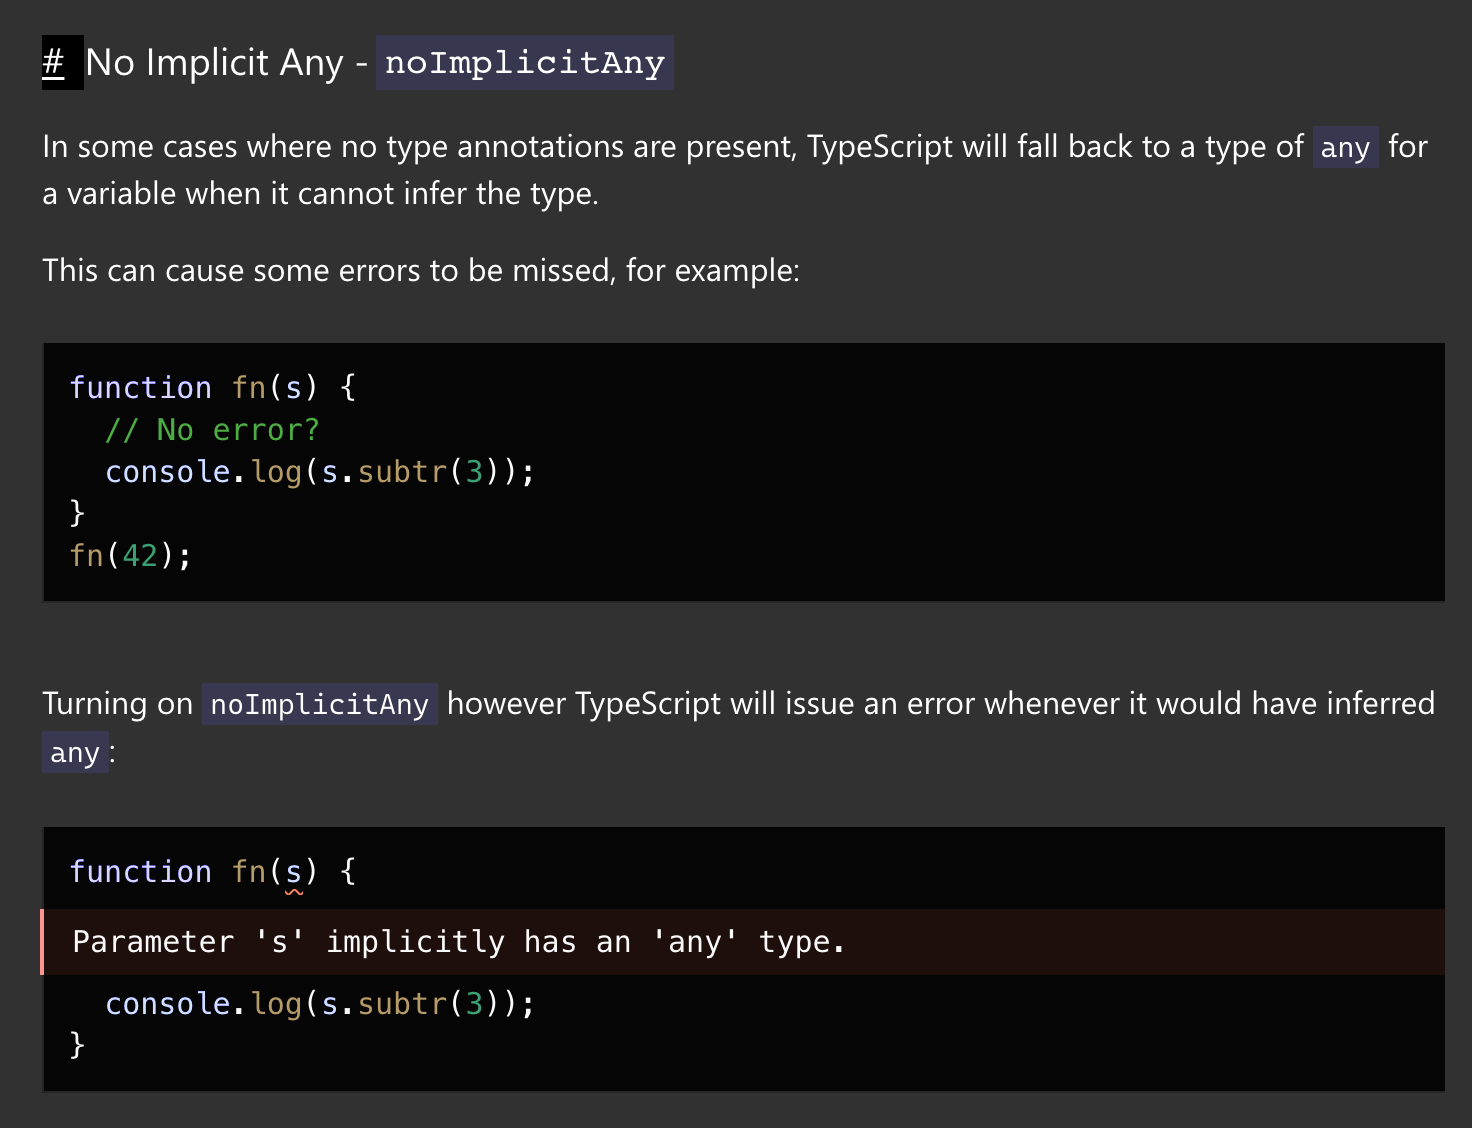 # No Implicit Any - noImplicitAny
In some cases where no type annotations are present, TypeScript will fall back to a type of any for
a variable when it cannot infer the type.
This can cause some errors to be missed, for example:
function fn(s) {
  // No error?
  console.log(s.subtr(3));
}
fn(42);
Turning on noImplicitAny however TypeScript will issue an error whenever it would have inferred
any:
function fn(s) {
Parameter 's' implicitly has an 'any' type.
  console.log(s.subtr(3));
}